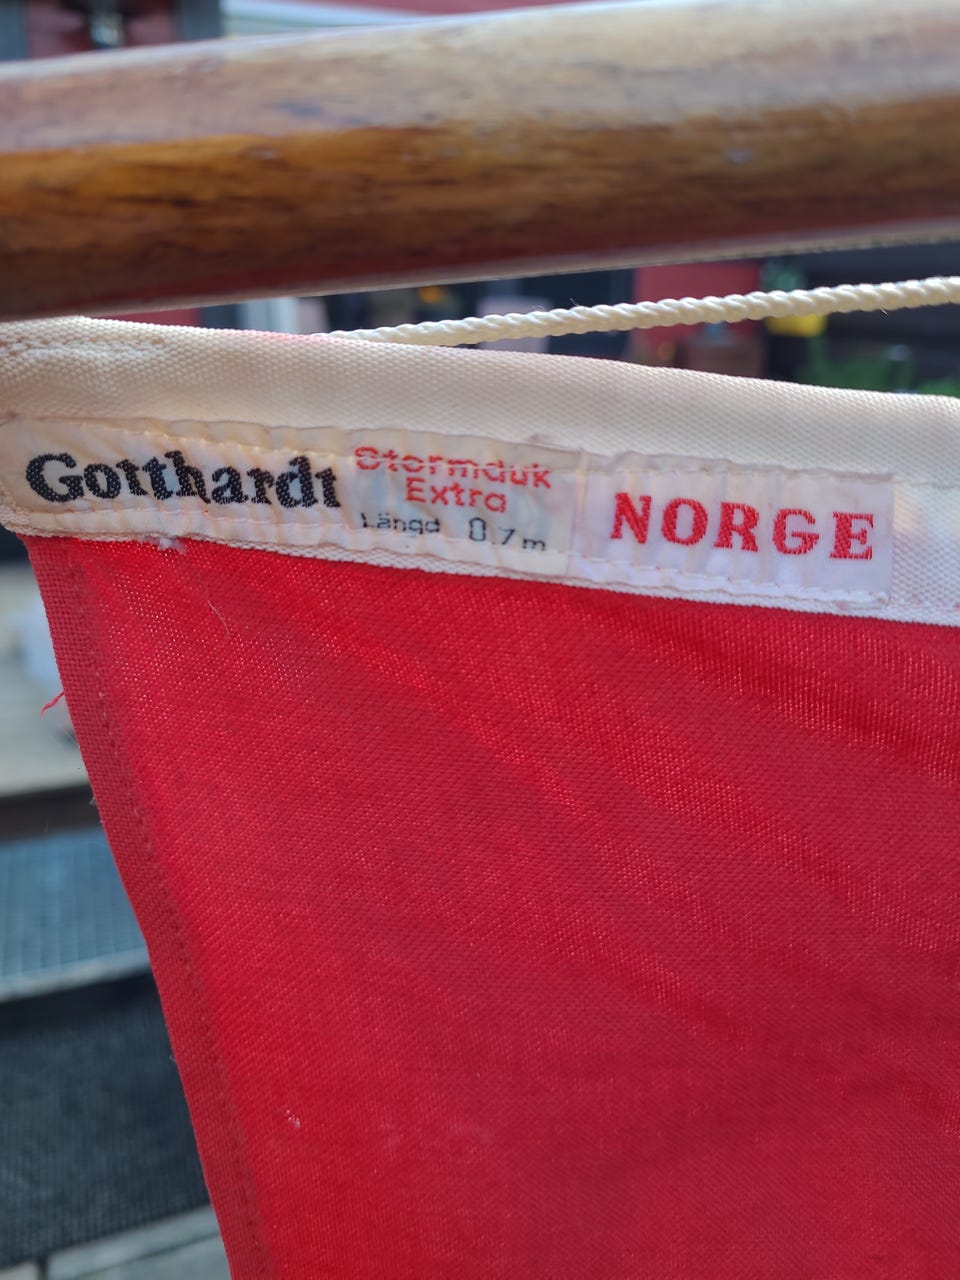 Gotthardt
Stormduk
Extra
Längd 0.7 m
NORGE